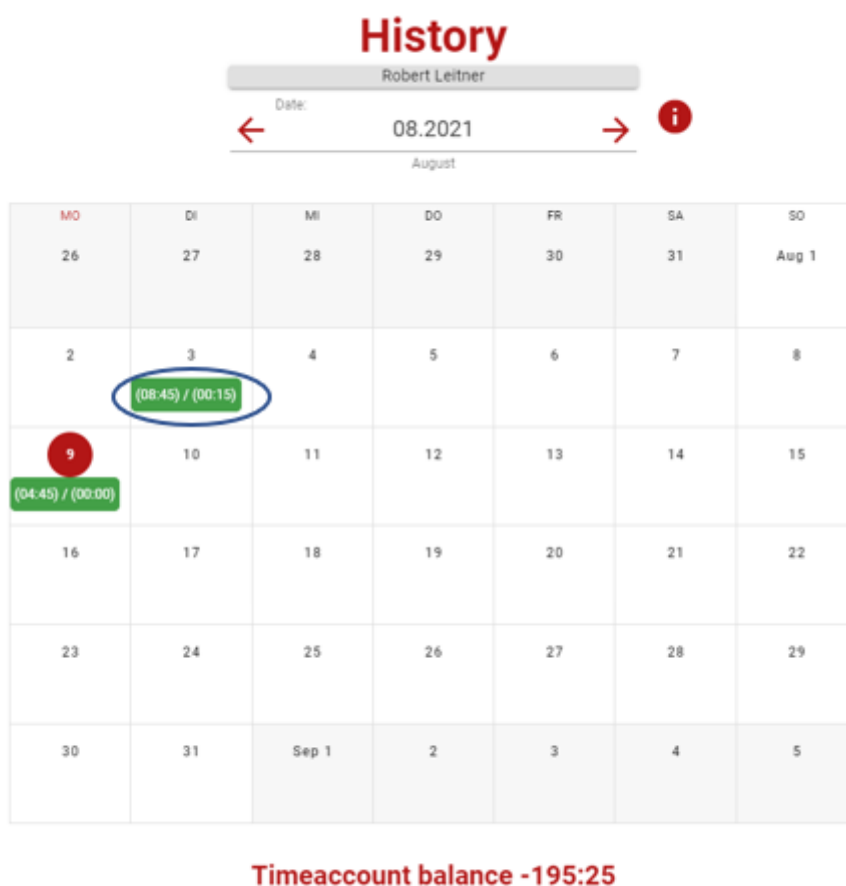 History
Robert Leitner
Date:
08.2021
i
August
MO DI MI DO FR SA SO
26 27 28 29 30 31 Aug 1
2 3 4 5 6 7 8
(08:45) / (00:15)
9 10 11 12 13 14 15
(04:45) / (00:00)
16 17 18 19 20 21 22
23 24 25 26 27 28 29
30 31 Sep 1 2 3 4 5
Timeaccount balance -195:25